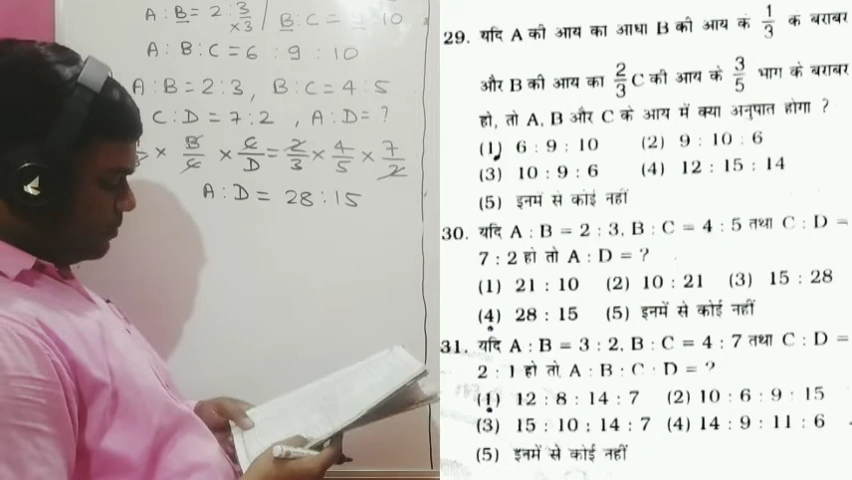 A : B = 2 : 3 / B : C = 9 : 10
×3
A : B : C = 6 : 9 : 10
A : B = 2 : 3 , B : C = 4 : 5
C : D = 7 : 2 , A : D = ?
× B/C × C/D = 2/3 × 4/5 × 7/2
A : D = 28 : 15
29. यदि A की आय का आधा B की आय के 1/3 के बराबर
और B की आय का 2/3 C की आय के 3/5 भाग के बराबर
हो, तो A, B और C के आय में क्या अनुपात होगा ?
(1) 6 : 9 : 10 (2) 9 : 10 : 6
(3) 10 : 9 : 6 (4) 12 : 15 : 14
(5) इनमें से कोई नहीं
30. यदि A : B = 2 : 3, B : C = 4 : 5 तथा C : D =
7 : 2 हो तो A : D = ?
(1) 21 : 10 (2) 10 : 21 (3) 15 : 28
(4) 28 : 15 (5) इनमें से कोई नहीं
31. यदि A : B = 3 : 2, B : C = 4 : 7 तथा C : D =
2 : 1 हो तो, A : B : C : D = ?
(1) 12 : 8 : 14 : 7 (2) 10 : 6 : 9 : 15
(3) 15 : 10 : 14 : 7 (4) 14 : 9 : 11 : 6
(5) इनमें से कोई नहीं